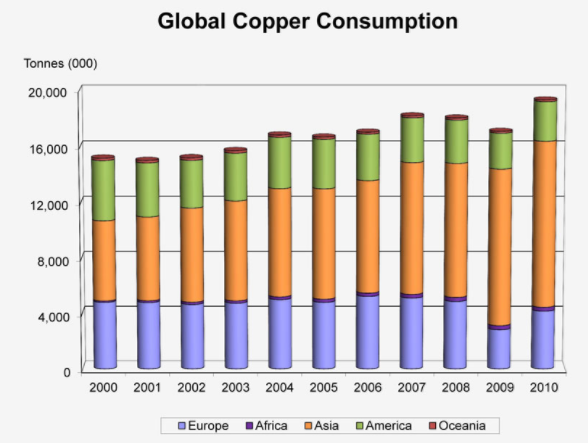 Global Copper Consumption
Tonnes (000)
20,000
16,000
12,000
8,000
4,000
0
2000 2001 2002 2003 2004 2005 2006 2007 2008 2009 2010
Europe Africa Asia America Oceania